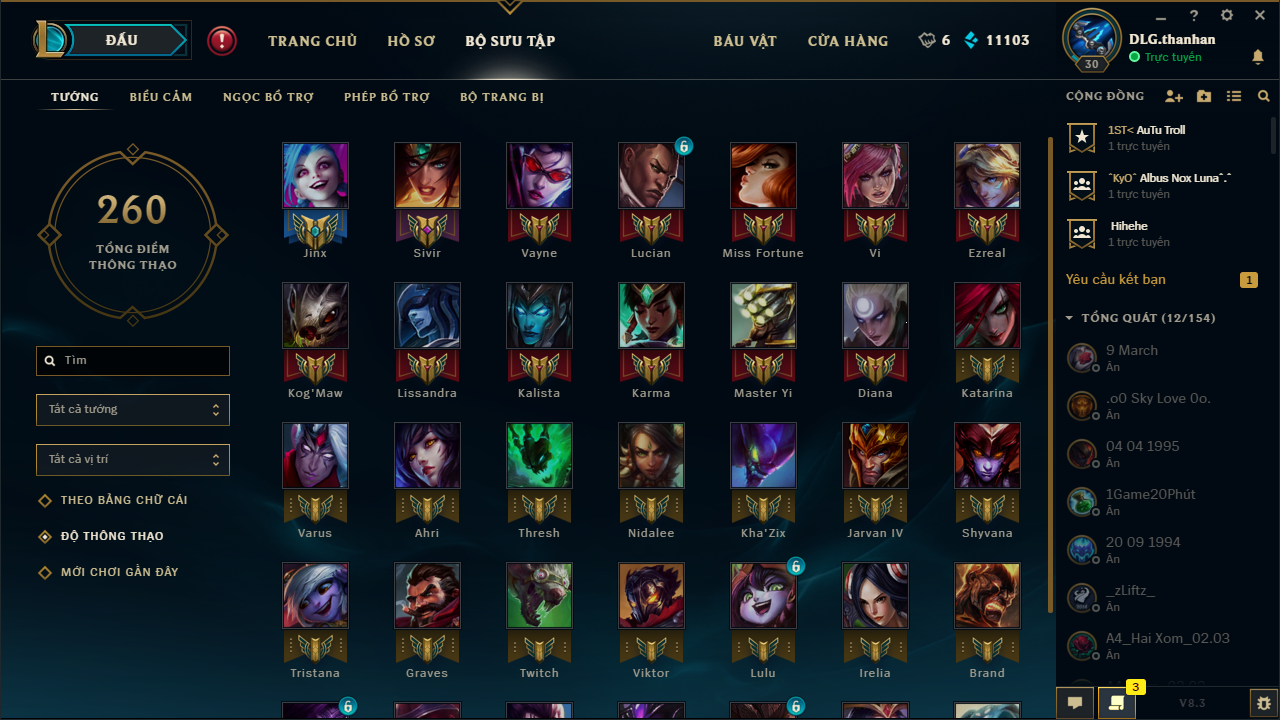 ĐẤU
TRANG CHỦ
HỒ SƠ
BỘ SƯU TẬP
BÁU VẬT
CỬA HÀNG
6
11103
30
DLG.thanhan
Trực tuyến
TƯỚNG
BIỂU CẢM
NGỌC BỔ TRỢ
PHÉP BỔ TRỢ
BỘ TRANG BỊ
260
TỔNG ĐIỂM
THÔNG THẠO
Tìm
Tất cả tướng
Tất cả vị trí
THEO BẢNG CHỮ CÁI
ĐỘ THÔNG THẠO
MỚI CHƠI GẦN ĐÂY
6
Jinx
Sivir
Vayne
Lucian
Miss Fortune
Vi
Ezreal
Kog'Maw
Lissandra
Kalista
Karma
Master Yi
Diana
Katarina
Varus
Ahri
Thresh
Nidalee
Kha'Zix
Jarvan IV
Shyvana
6
Tristana
Graves
Twitch
Viktor
Lulu
Irelia
Brand
6
6
CỘNG ĐỒNG
1ST< AuTu Troll
1 trực tuyến
ˆKyOˆ Albus Nox Lunaˆ.ˆ
1 trực tuyến
Hihehe
1 trực tuyến
Yêu cầu kết bạn
1
TỔNG QUÁT (12/154)
9 March
Ẩn
.o0 Sky Love 0o.
Ẩn
04 04 1995
Ẩn
1Game20Phút
Ẩn
20 09 1994
Ẩn
_zLiftz_
Ẩn
A4_Hai Xom_02.03
Ẩn
3
V8.3